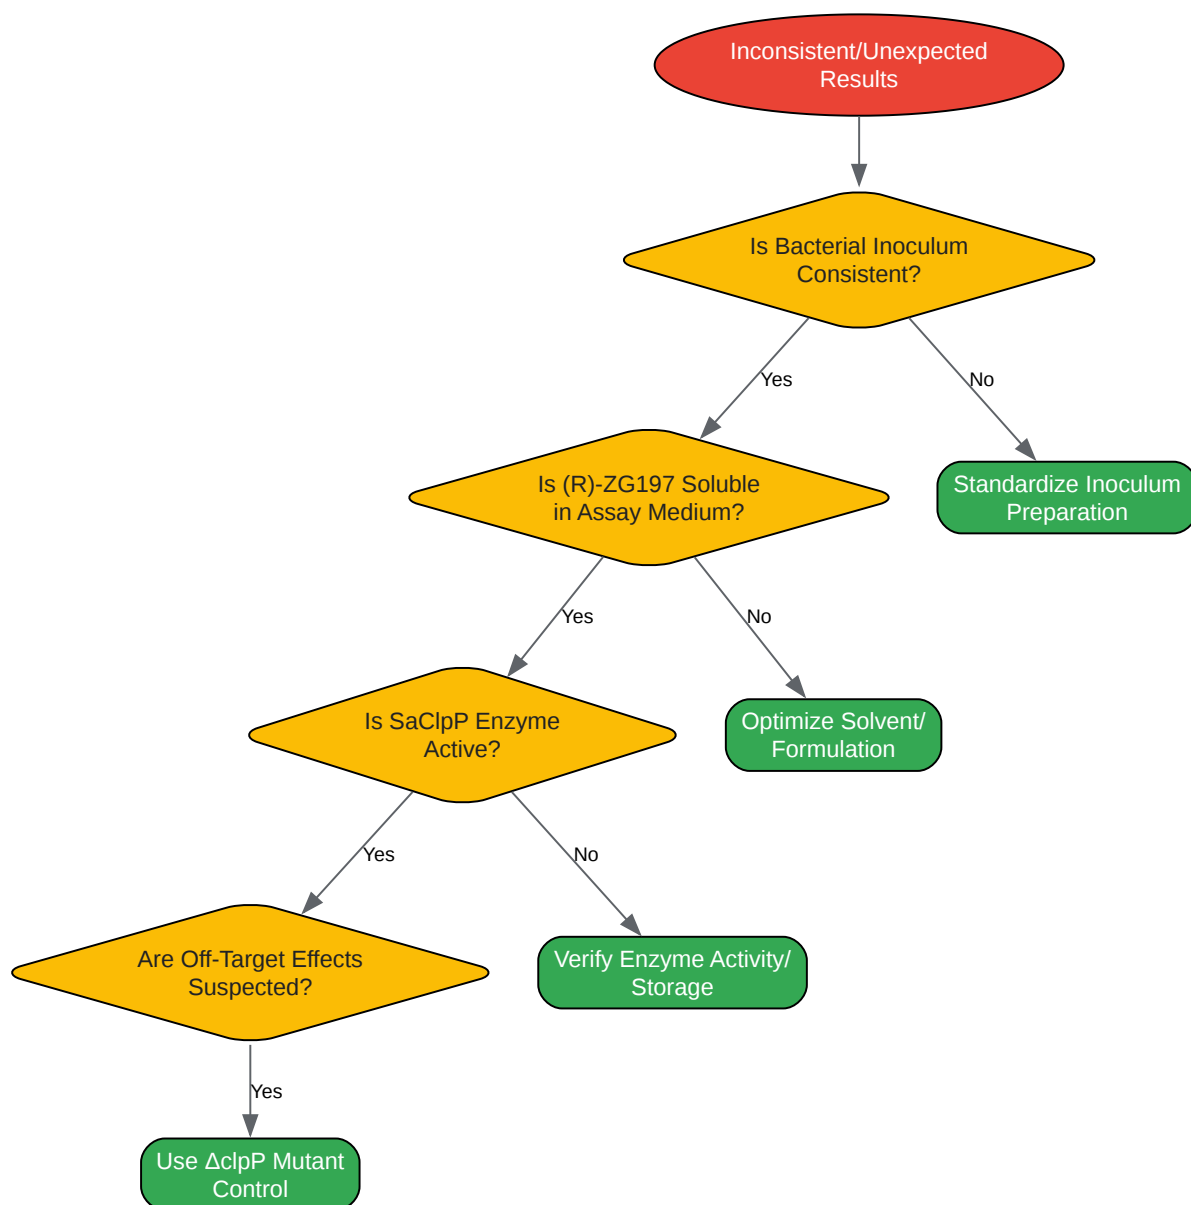 Inconsistent/Unexpected
Results
Is Bacterial Inoculum
Consistent?
Yes
No
Is (R)-ZG197 Soluble
in Assay Medium?
Standardize Inoculum
Preparation
Yes
No
Is SaClpP Enzyme
Active?
Optimize Solvent/
Formulation
Yes
No
Are Off-Target Effects
Suspected?
Verify Enzyme Activity/
Storage
Yes
Use ΔclpP Mutant
Control